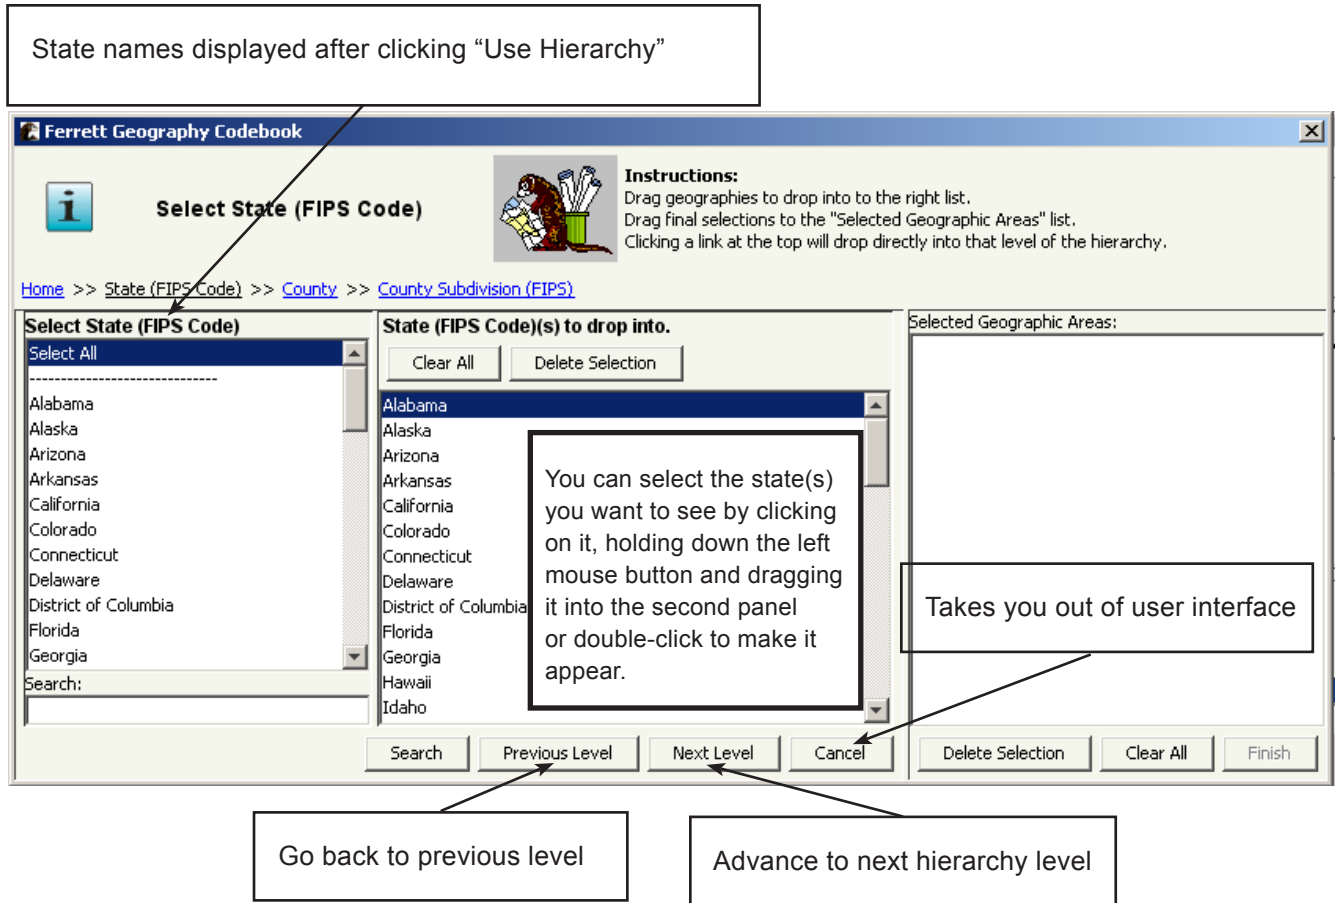 State names displayed after clicking “Use Hierarchy”
Ferrett Geography Codebook
Select State (FIPS Code)
Instructions:
Drag geographies to drop into to the right list.
Drag final selections to the "Selected Geographic Areas" list.
Clicking a link at the top will drop directly into that level of the hierarchy.
Home >> State (FIPS Code) >> County >> County Subdivision (FIPS)
Select State (FIPS Code)
Select All
------------------------------
Alabama
Alaska
Arizona
Arkansas
California
Colorado
Connecticut
Delaware
District of Columbia
Florida
Georgia
Search:
State (FIPS Code)(s) to drop into.
Clear All
Delete Selection
Alabama
Alaska
Arizona
Arkansas
California
Colorado
Connecticut
Delaware
District of Columbia
Florida
Georgia
Hawaii
Idaho
You can select the state(s)
you want to see by clicking
on it, holding down the left
mouse button and dragging
it into the second panel
or double-click to make it
appear.
Selected Geographic Areas:
Takes you out of user interface
Search
Previous Level
Next Level
Cancel
Delete Selection
Clear All
Finish
Go back to previous level
Advance to next hierarchy level